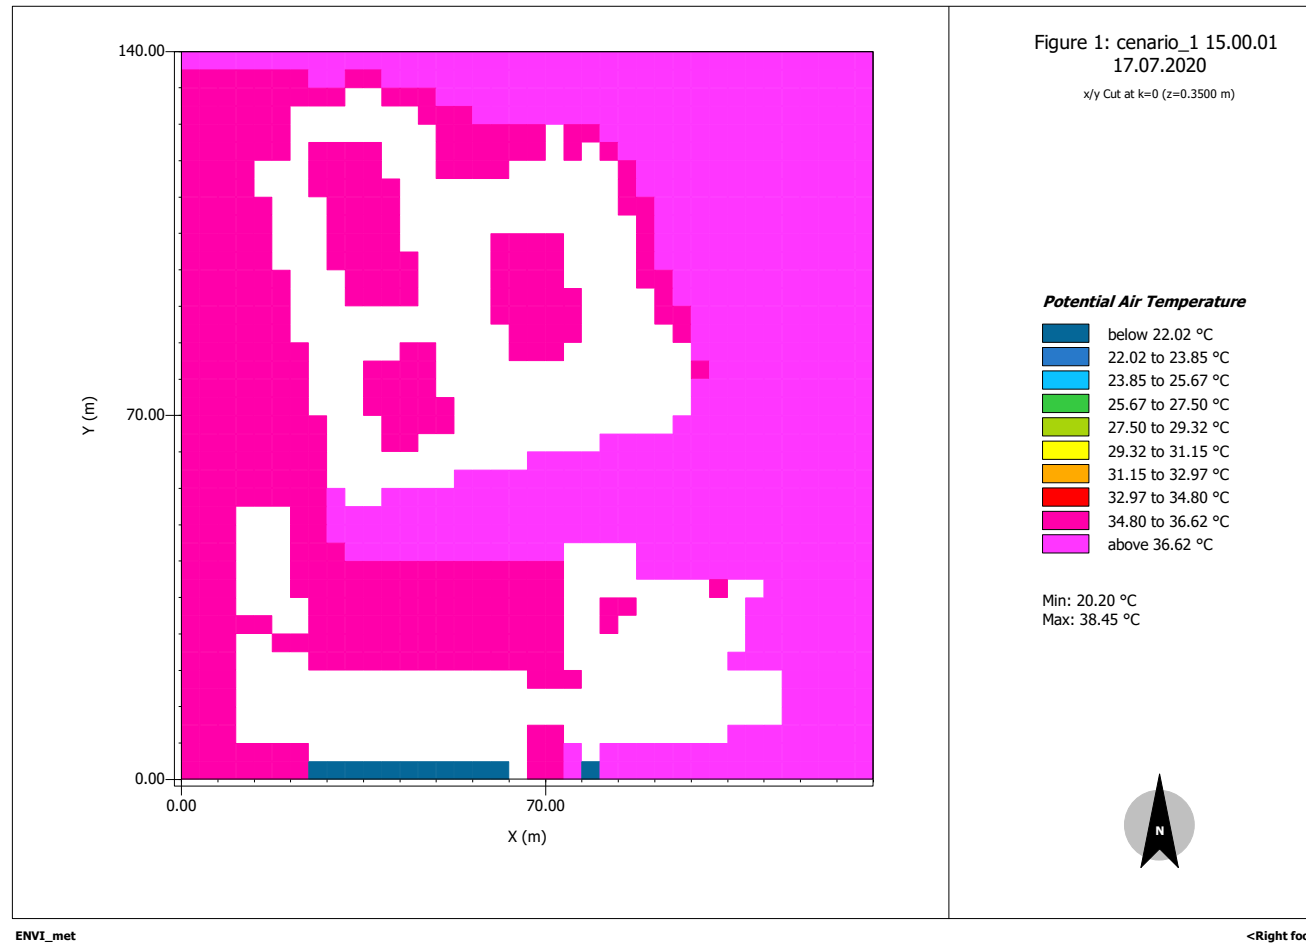 Figure 1: cenario_1 15.00.01
17.07.2020
x/y Cut at k=0 (z=0.3500 m)
140.00
70.00
0.00
Y (m)
0.00
70.00
X (m)
Potential Air Temperature
below 22.02 °C
22.02 to 23.85 °C
23.85 to 25.67 °C
25.67 to 27.50 °C
27.50 to 29.32 °C
29.32 to 31.15 °C
31.15 to 32.97 °C
32.97 to 34.80 °C
34.80 to 36.62 °C
above 36.62 °C
Min: 20.20 °C
Max: 38.45 °C
N
ENVI_met
<Right foo